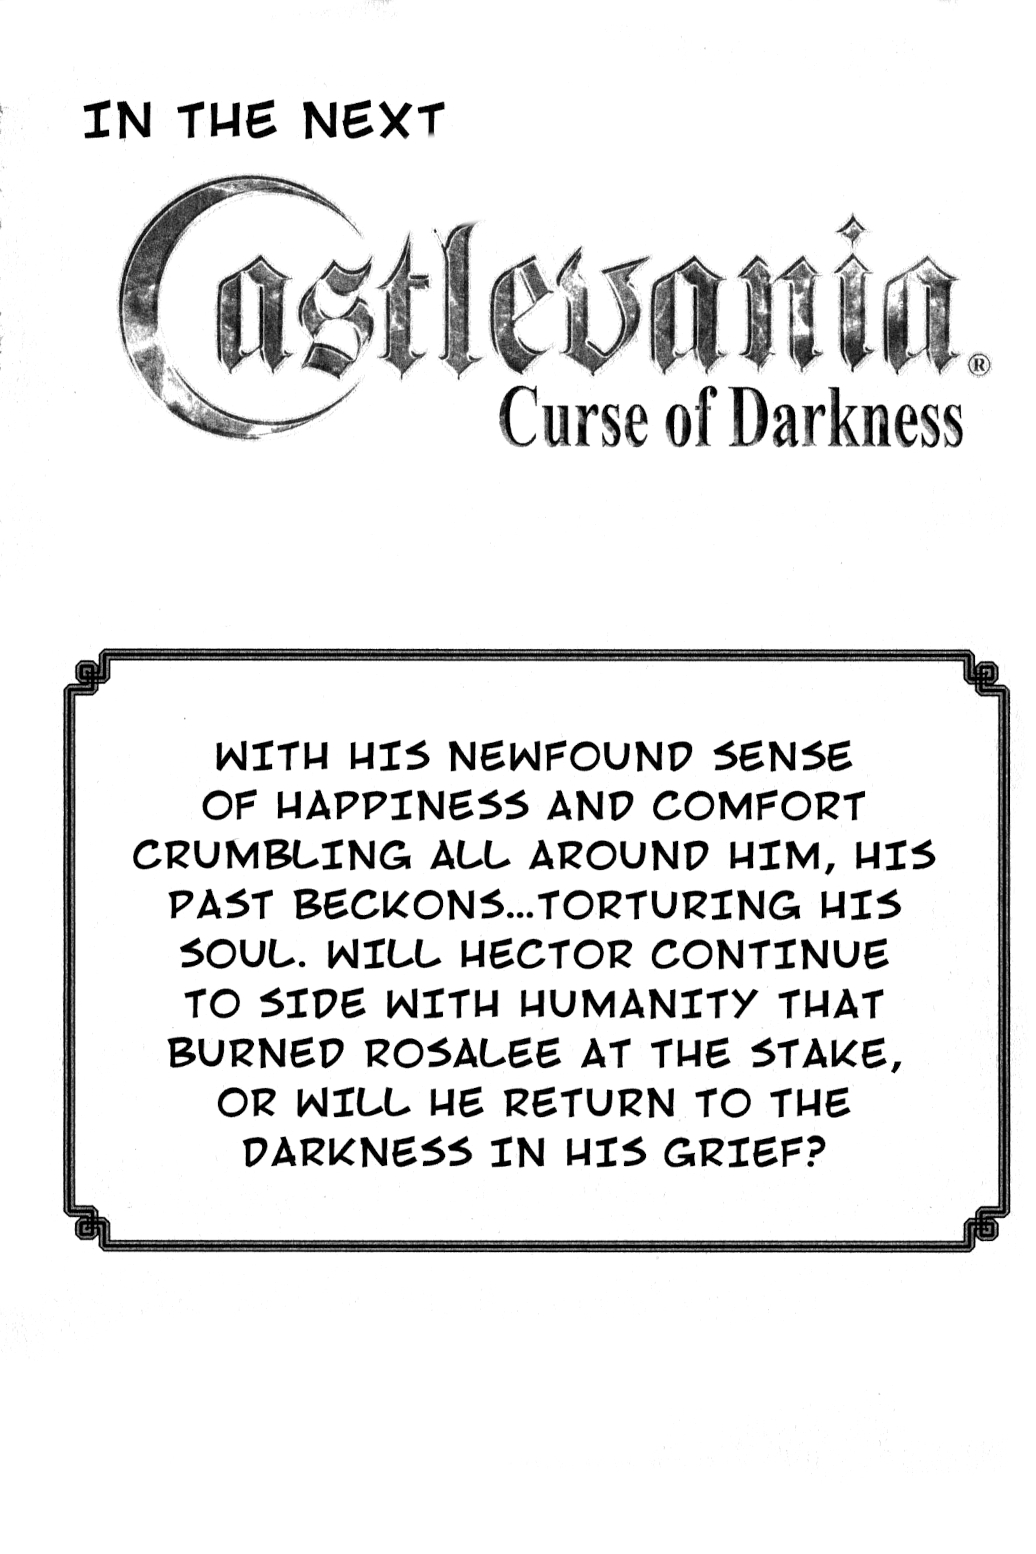 IN THE NEXT
Castlevania®
Curse of Darkness
WITH HIS NEWFOUND SENSE
OF HAPPINESS AND COMFORT
CRUMBLING ALL AROUND HIM, HIS
PAST BECKONS...TORTURING HIS
SOUL. WILL HECTOR CONTINUE
TO SIDE WITH HUMANITY THAT
BURNED ROSALEE AT THE STAKE,
OR WILL HE RETURN TO THE
DARKNESS IN HIS GRIEF?